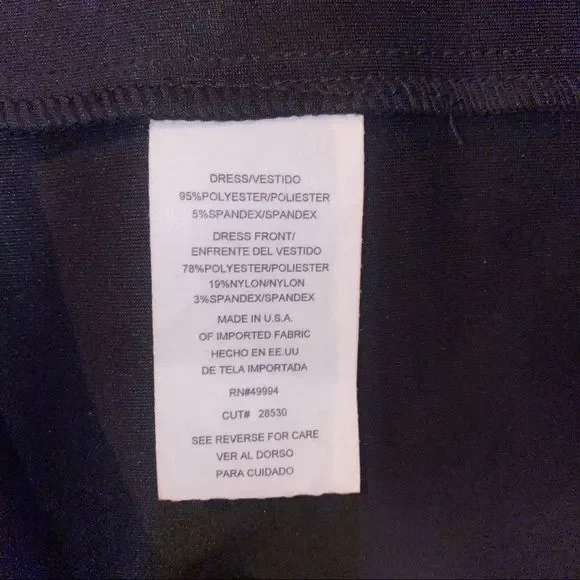 DRESS/VESTIDO
95%POLYESTER/POLIESTER
5%SPANDEX/SPANDEX
DRESS FRONT/
ENFRENTE DEL VESTIDO
78%POLYESTER/POLIESTER
19%NYLON/NYLON
3%SPANDEX/SPANDEX
MADE IN U.S.A.
OF IMPORTED FABRIC
HECHO EN EE.UU
DE TELA IMPORTADA
RN#49994
CUT# 28530
SEE REVERSE FOR CARE
VER AL DORSO
PARA CUIDADO